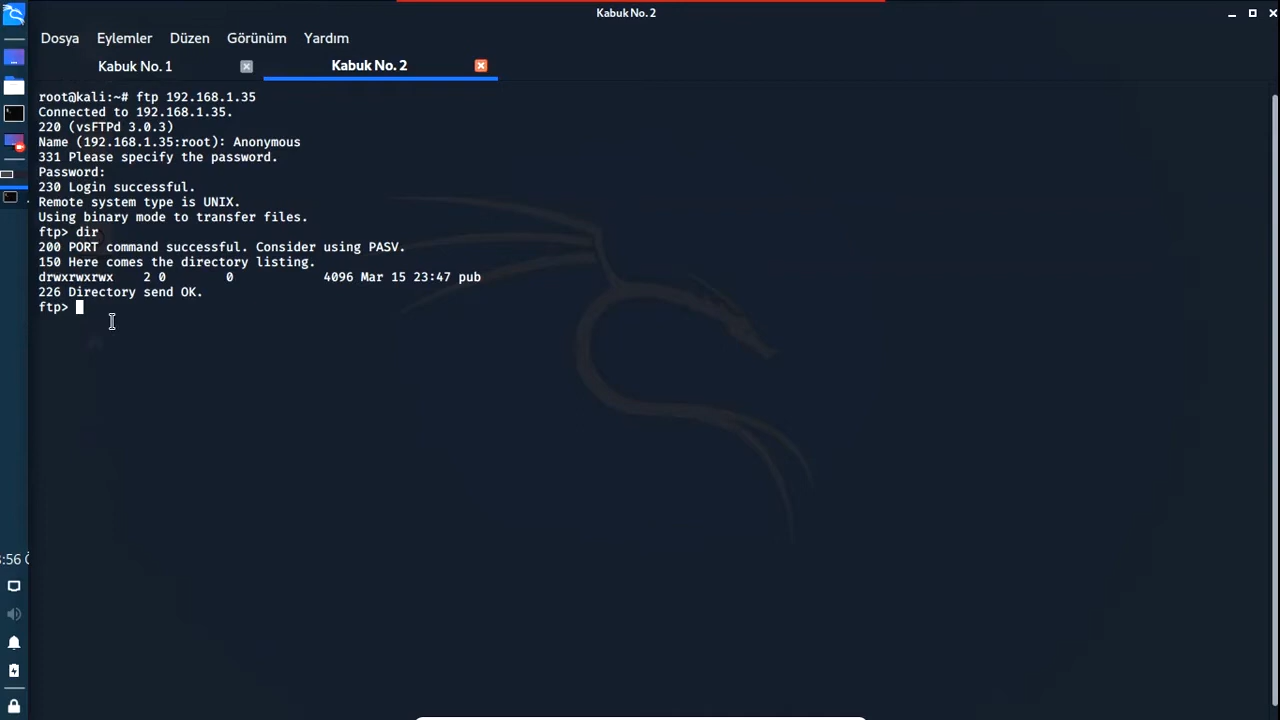 Kabuk No. 2
Dosya Eylemler Düzen Görünüm Yardım
Kabuk No. 1 Kabuk No. 2
root@kali:~# ftp 192.168.1.35
Connected to 192.168.1.35.
220 (vsFTPd 3.0.3)
Name (192.168.1.35:root): Anonymous
331 Please specify the password.
Password:
230 Login successful.
Remote system type is UNIX.
Using binary mode to transfer files.
ftp> dir
200 PORT command successful. Consider using PASV.
150 Here comes the directory listing.
drwxrwxrwx    2 0        0            4096 Mar 15 23:47 pub
226 Directory send OK.
ftp>
:56